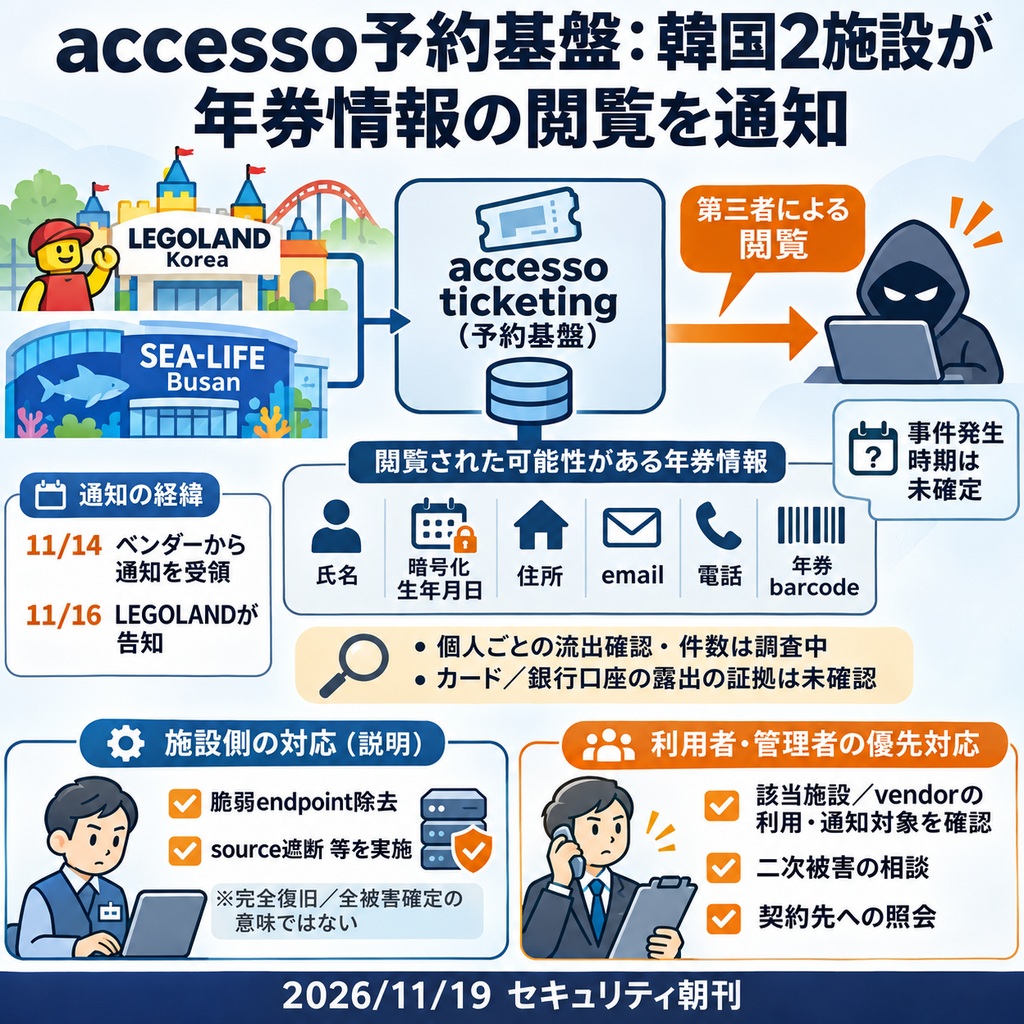 accesso予約基盤：韓国2施設が
年券情報の閲覧を通知
LEGOLAND
Korea
SEA-LIFE
Busan
accesso
ticketing
（予約基盤）
第三者による
閲覧
?
事件発生
時期は
未確定
閲覧された可能性がある年券情報
氏名
暗号化
生年月日
住所
email
電話
年券
barcode
通知の経緯
11/14 ベンダーから
通知を受領
11/16 LEGOLANDが
告知
• 個人ごとの流出確認・件数は調査中
• カード／銀行口座の露出の証拠は未確認
施設側の対応（説明）
脆弱endpoint除去
source遮断 等を実施
※完全復旧／全被害確定の
意味ではない
利用者・管理者の優先対応
該当施設／vendorの
利用・通知対象を確認
二次被害の相談
契約先への照会
2026/11/19 セキュリティ朝刊